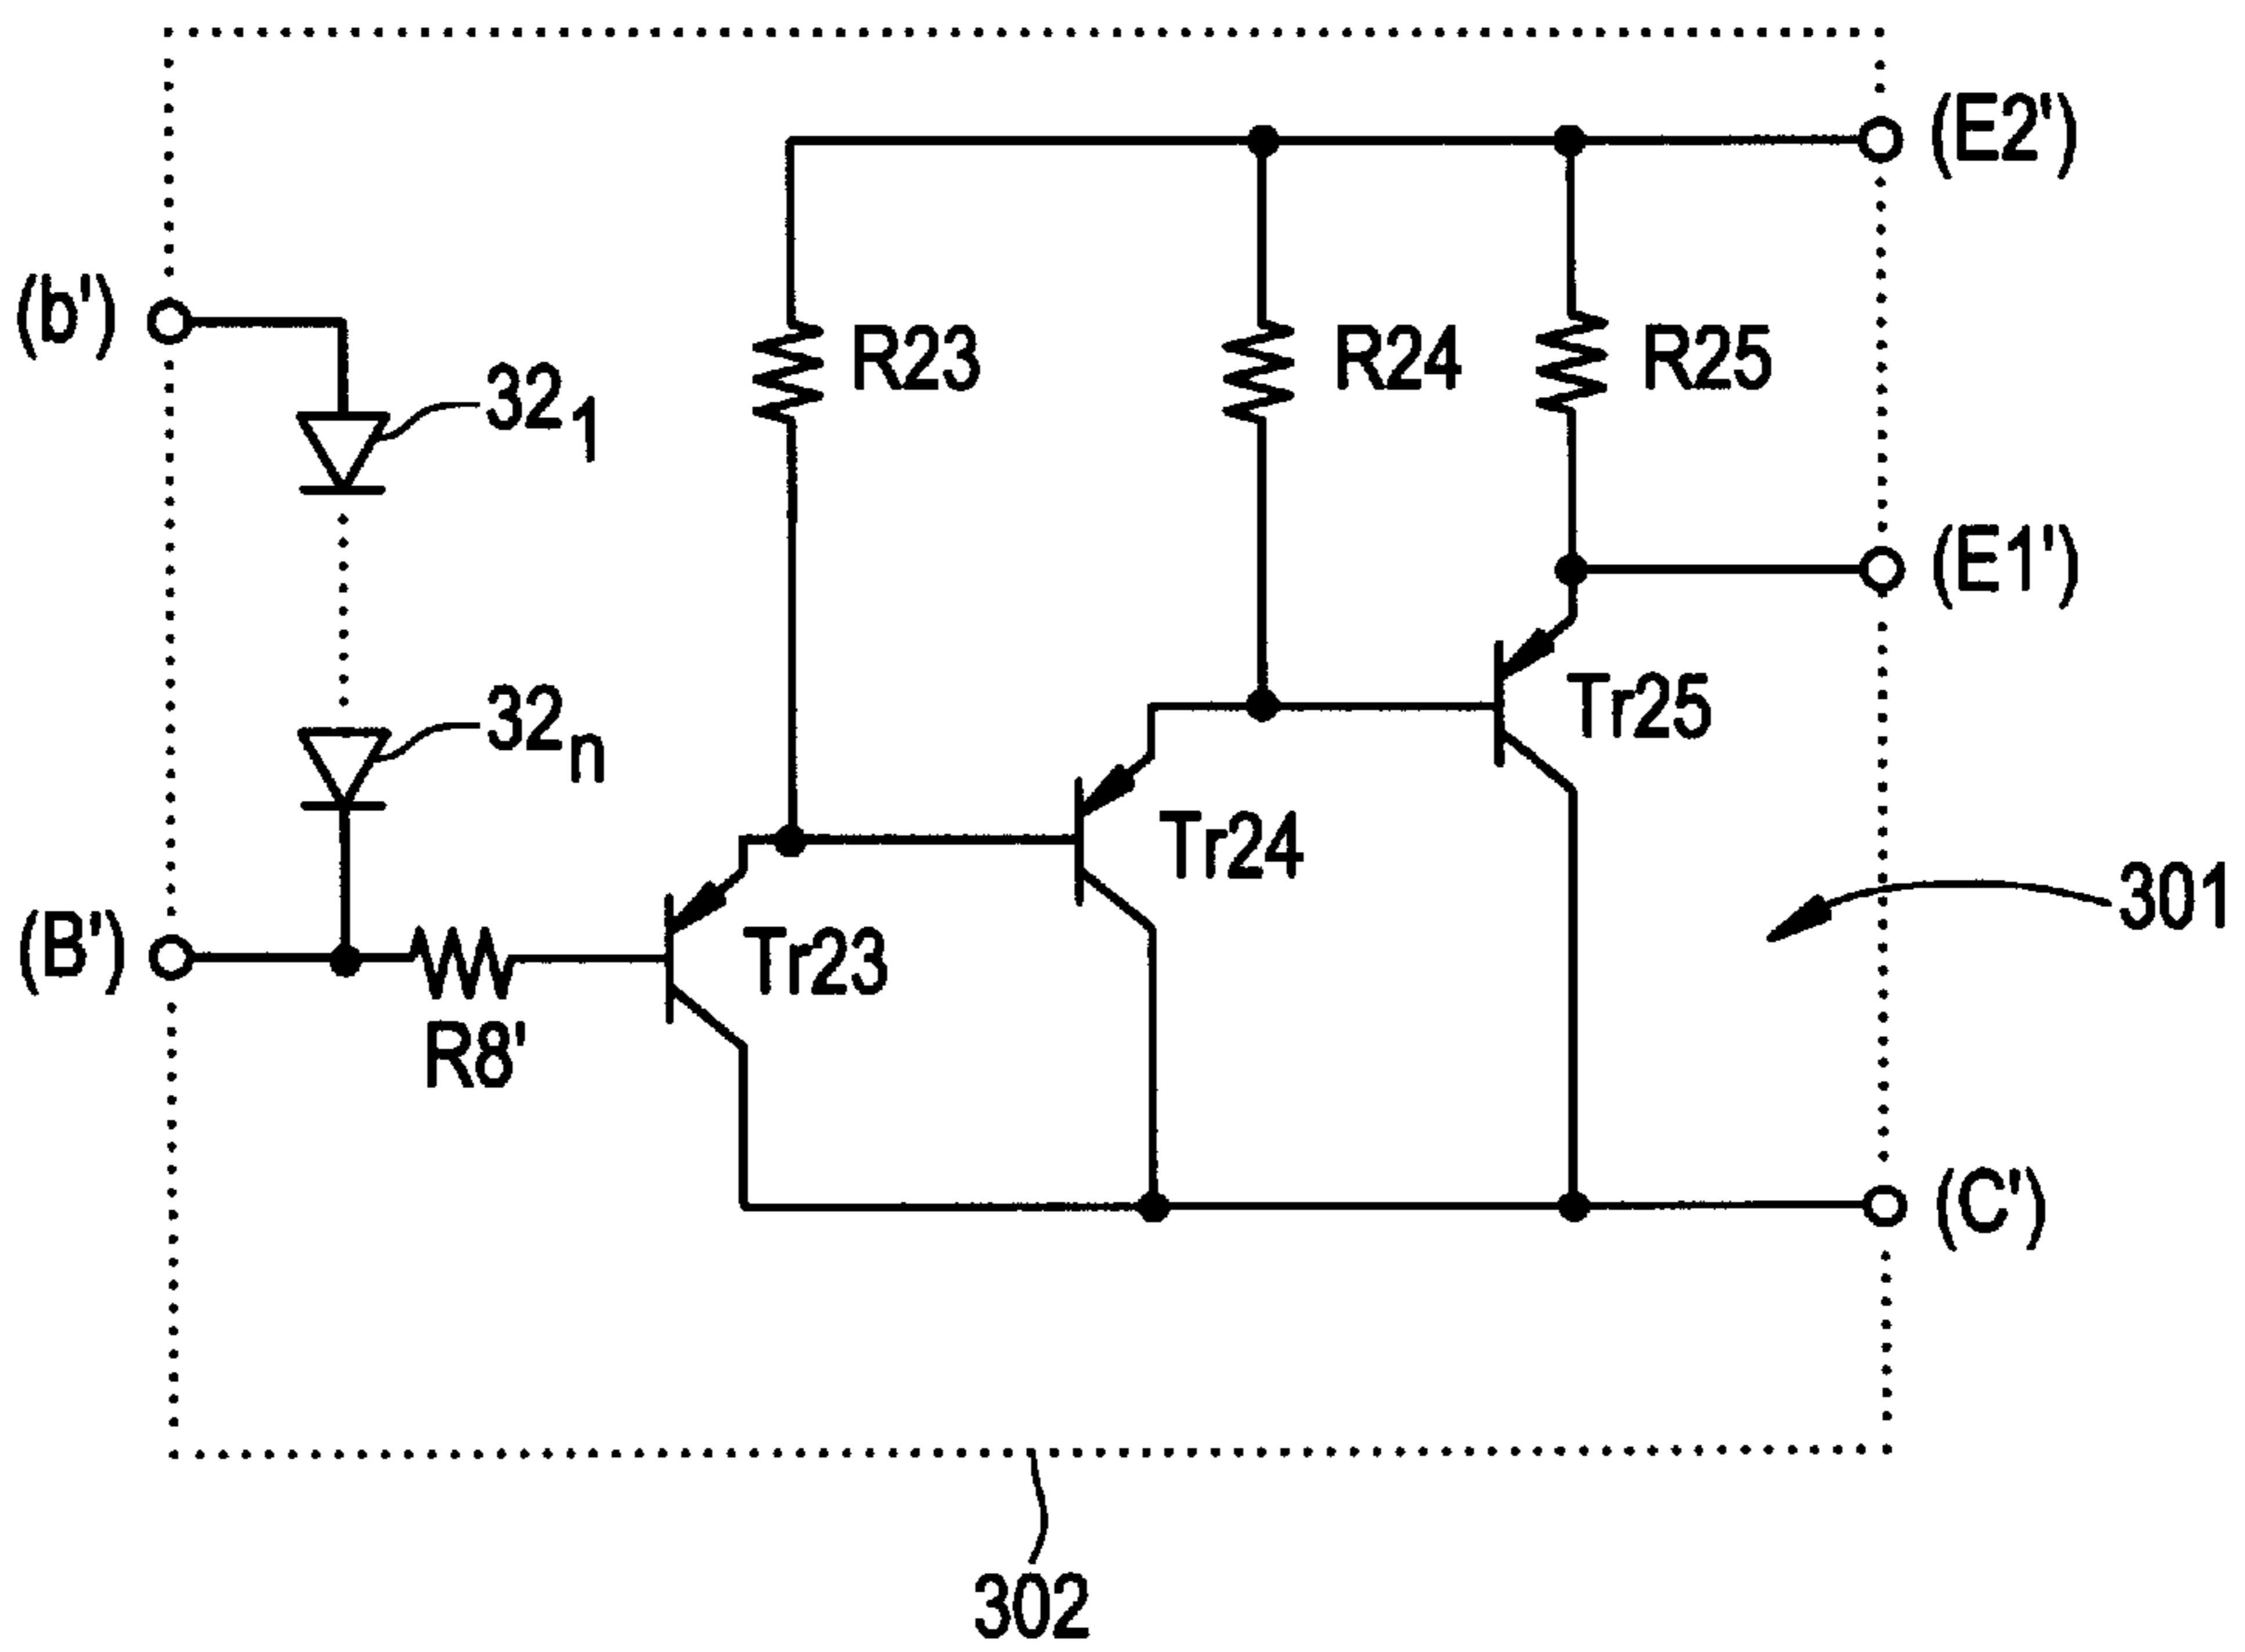 (E2')
(b')
R23
R24
R25
32₁
(E1')
32ₙ
Tr25
Tr24
301
(B')
Tr23
R8'
(C')
302